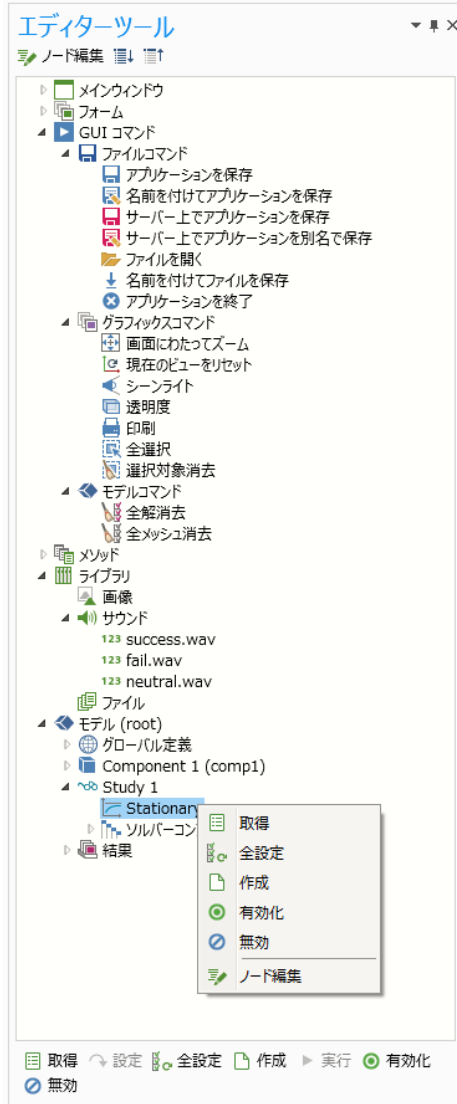 エディターツール
ノード編集
メインウィンドウ
フォーム
GUI コマンド
ファイルコマンド
アプリケーションを保存
名前を付けてアプリケーションを保存
サーバー上でアプリケーションを保存
サーバー上でアプリケーションを別名で保存
ファイルを開く
名前を付けてファイルを保存
アプリケーションを終了
グラフィックスコマンド
画面にわたってズーム
現在のビューをリセット
シーンライト
透明度
印刷
全選択
選択対象消去
モデルコマンド
全解消去
全メッシュ消去
メソッド
ライブラリ
画像
サウンド
123 success.wav
123 fail.wav
123 neutral.wav
ファイル
モデル (root)
グローバル定義
Component 1 (comp1)
Study 1
Stationary
ソルバーコン
結果
取得
全設定
作成
有効化
無効
ノード編集
取得 設定 全設定 作成 実行 有効化
無効